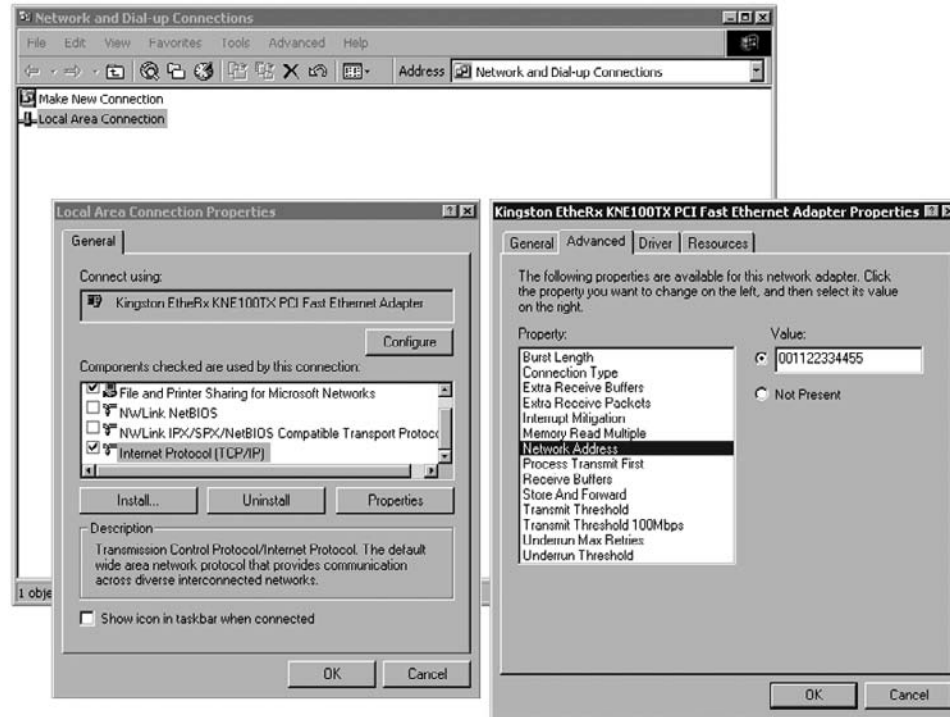 Network and Dial-up Connections
File Edit View Favorites Tools Advanced Help
Address Network and Dial-up Connections
Make New Connection
Local Area Connection
1 obje
Local Area Connection Properties
General
Connect using:
Kingston EtheRx KNE100TX PCI Fast Ethernet Adapter
Configure
Components checked are used by this connection:
File and Printer Sharing for Microsoft Networks
NWLink NetBIOS
NWLink IPX/SPX/NetBIOS Compatible Transport Protoco
Internet Protocol (TCP/IP)
Install... Uninstall Properties
Description
Transmission Control Protocol/Internet Protocol. The default
wide area network protocol that provides communication
across diverse interconnected networks.
Show icon in taskbar when connected
OK Cancel
Kingston EtheRx KNE100TX PCI Fast Ethernet Adapter Properties
General Advanced Driver Resources
The following properties are available for this network adapter. Click
the property you want to change on the left, and then select its value
on the right.
Property:
Burst Length
Connection Type
Extra Receive Buffers
Extra Receive Packets
Interrupt Mitigation
Memory Read Multiple
Network Address
Process Transmit First
Receive Buffers
Store And Forward
Transmit Threshold
Transmit Threshold 100Mbps
Underrun Max Retries
Underrun Threshold
Value:
001122334455
Not Present
OK Cancel